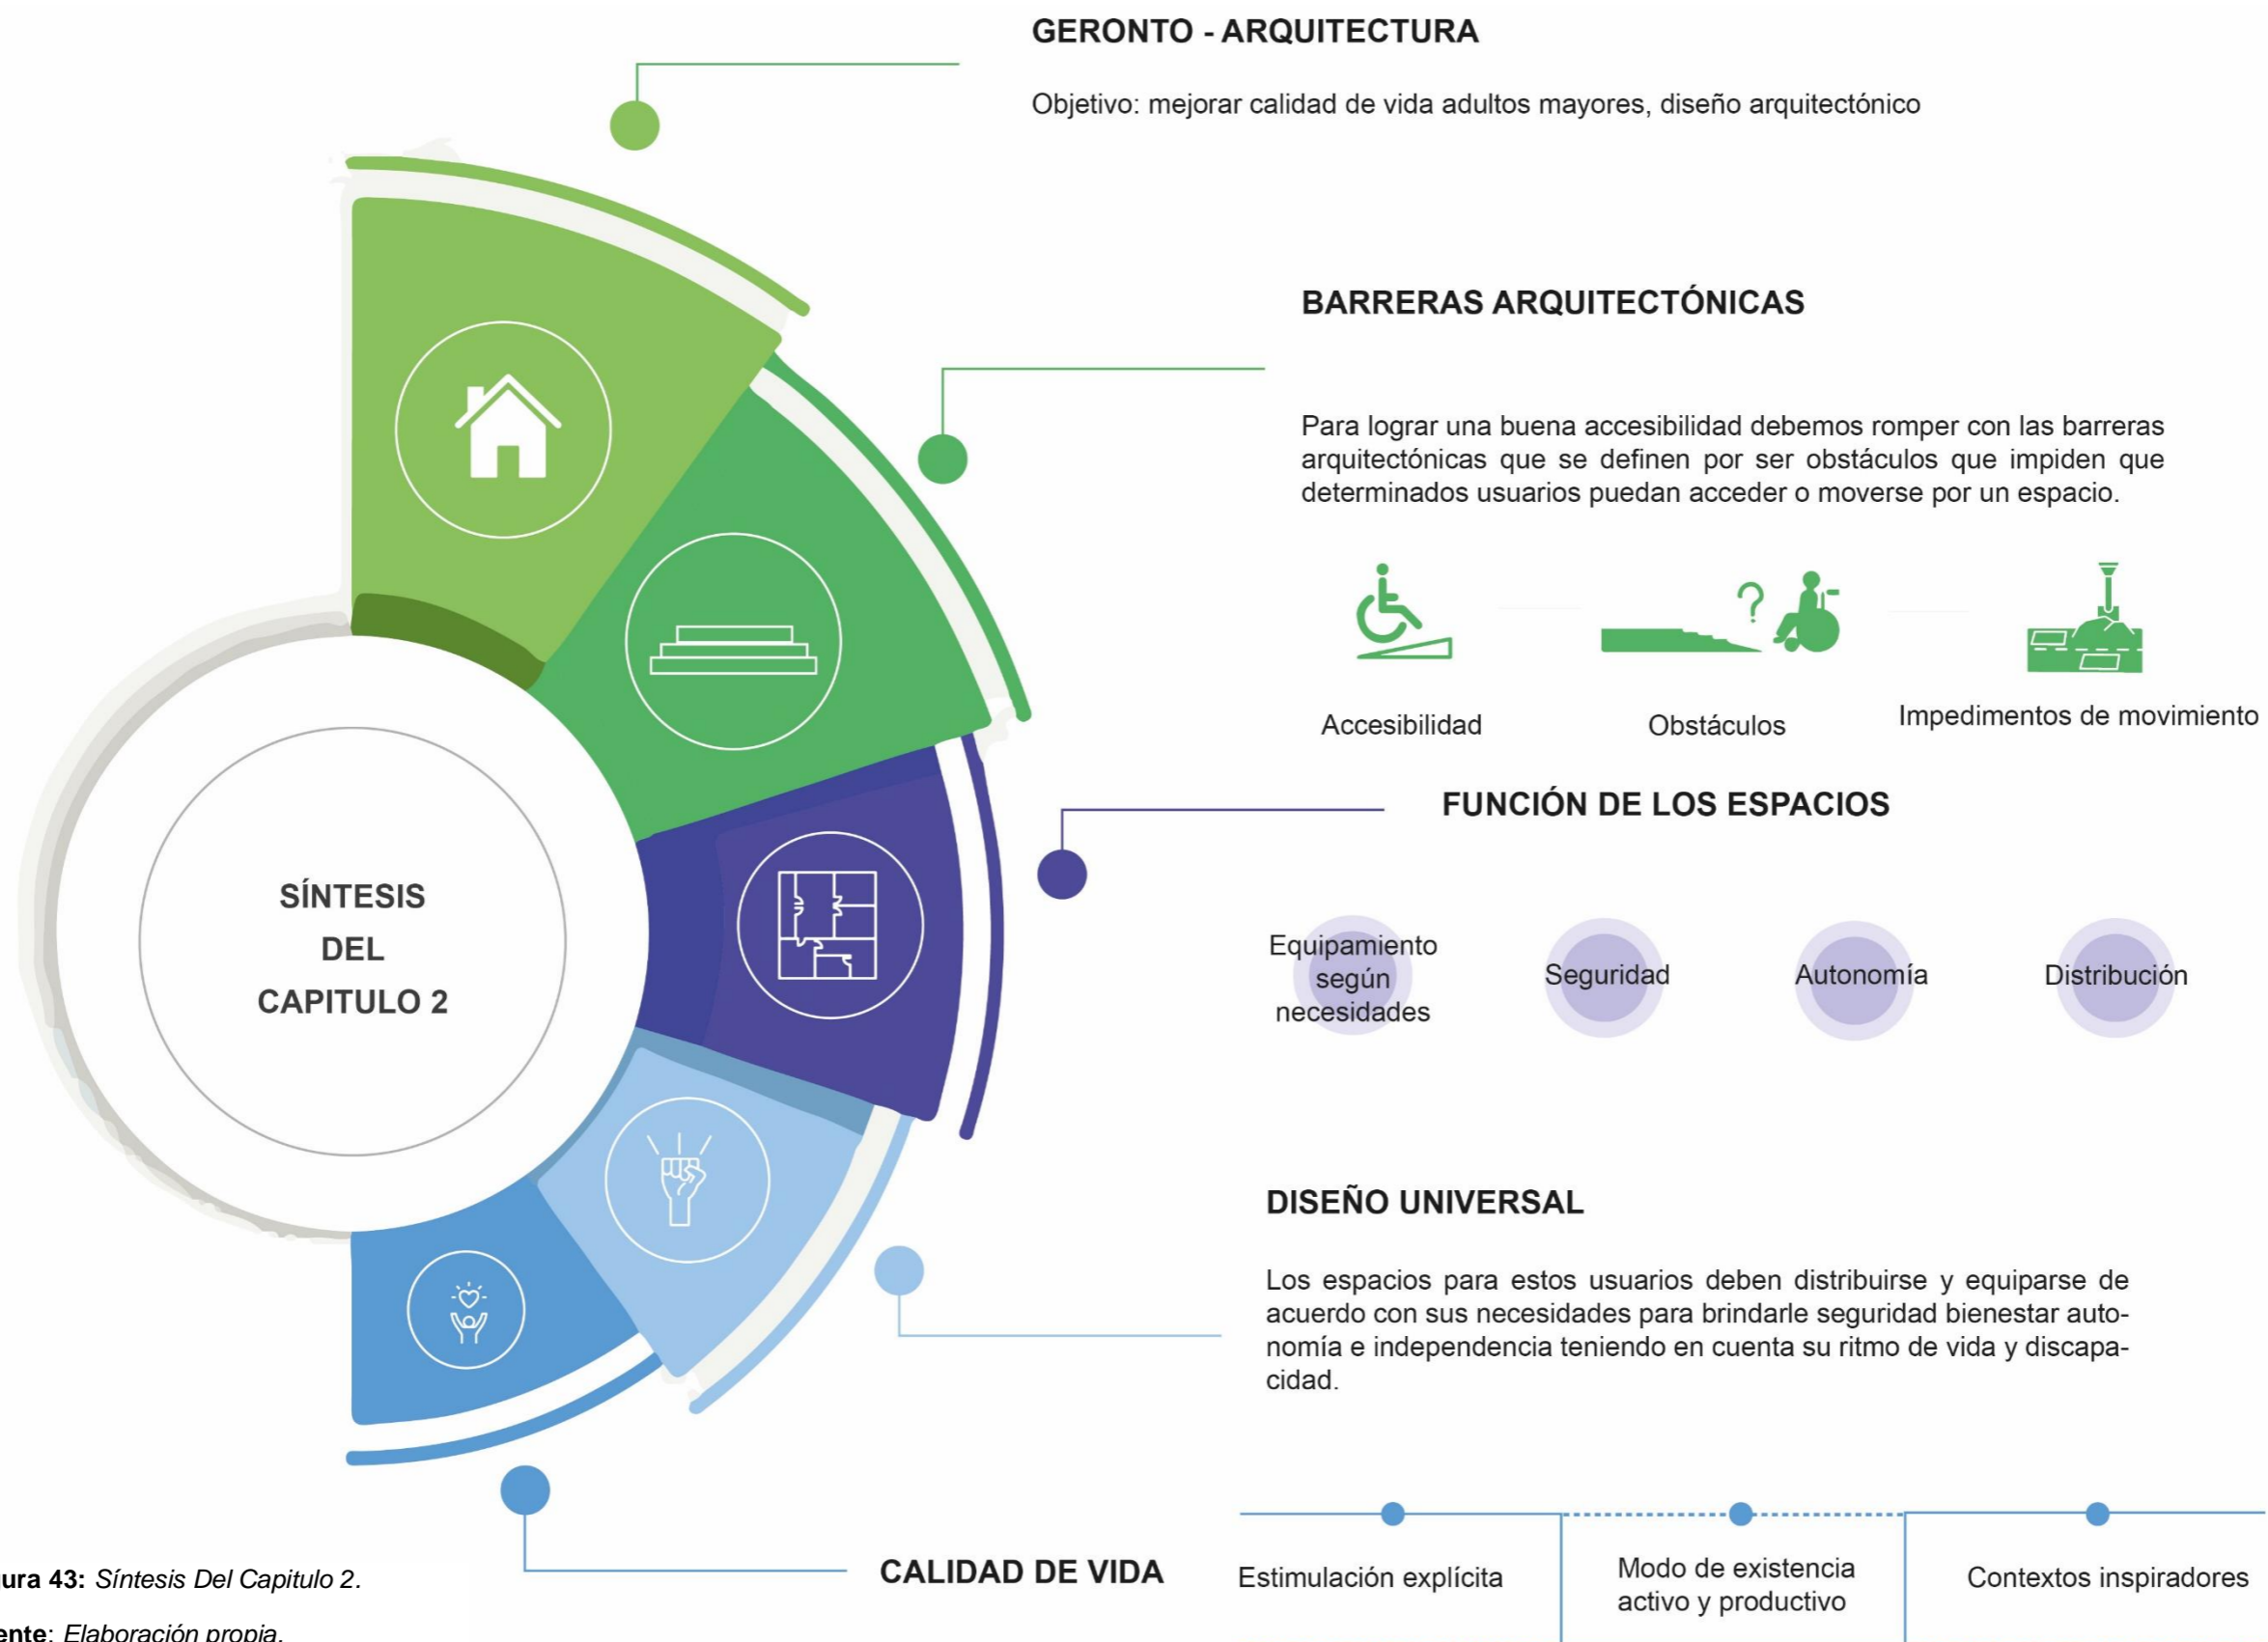 GERONTO - ARQUITECTURA
Objetivo: mejorar calidad de vida adultos mayores, diseño arquitectónico
BARRERAS ARQUITECTÓNICAS
Para lograr una buena accesibilidad debemos romper con las barreras
arquitectónicas que se definen por ser obstáculos que impiden que
determinados usuarios puedan acceder o moverse por un espacio.
?
Accesibilidad
Obstáculos
Impedimentos de movimiento
SÍNTESIS
DEL
CAPITULO 2
FUNCIÓN DE LOS ESPACIOS
Equipamiento
según
necesidades
Seguridad
Autonomía
Distribución
DISEÑO UNIVERSAL
Los espacios para estos usuarios deben distribuirse y equiparse de
acuerdo con sus necesidades para brindarle seguridad bienestar auto-
nomía e independencia teniendo en cuenta su ritmo de vida y discapa-
cidad.
CALIDAD DE VIDA
Estimulación explícita
Modo de existencia
activo y productivo
Contextos inspiradores
ura 43: Síntesis Del Capitulo 2.
ente: Elaboración propia.